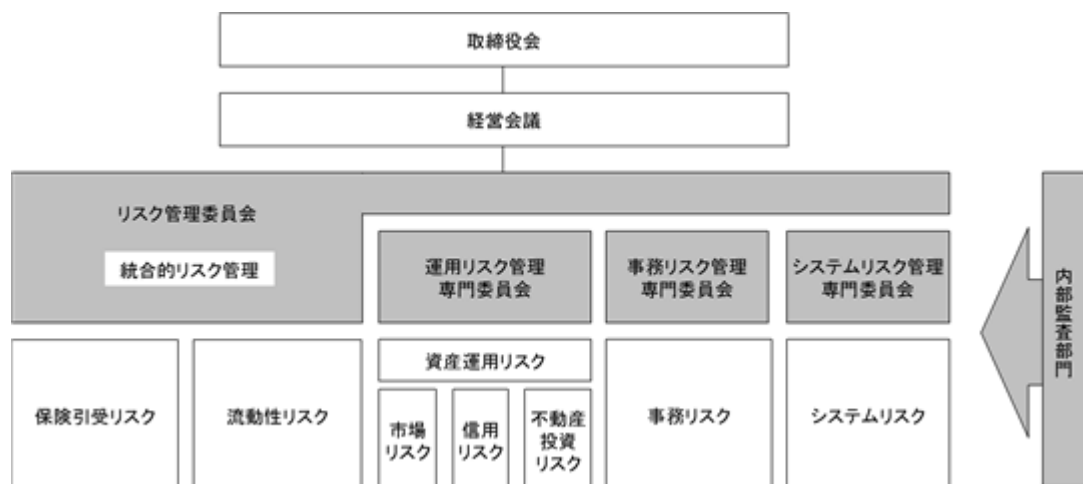 取締役会
経営会議
リスク管理委員会
統合的リスク管理
運用リスク管理
専門委員会
事務リスク管理
専門委員会
システムリスク管理
専門委員会
内部監査部門
保険引受リスク
流動性リスク
資産運用リスク
市場
リスク
信用
リスク
不動産
投資
リスク
事務リスク
システムリスク